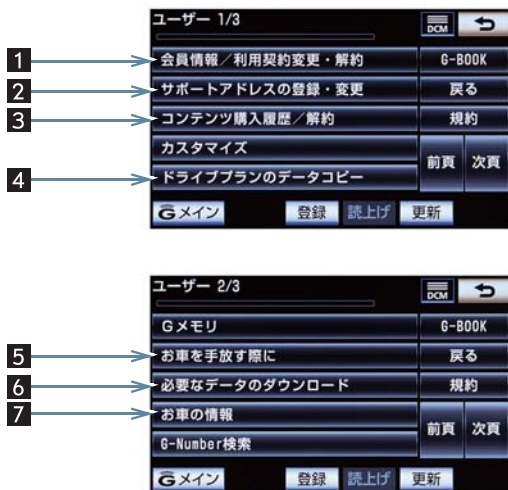 ユーザー 1/3
DCM
1 会員情報／利用契約変更・解約 G-BOOK
2 サポートアドレスの登録・変更 戻る
3 コンテンツ購入履歴／解約 規約
カスタマイズ
前頁 次頁
4 ドライブプランのデータコピー
Gメイン 登録 読上げ 更新
ユーザー 2/3
DCM
Gメモリ G-BOOK
5 お車を手放す際に 戻る
6 必要なデータのダウンロード 規約
7 お車の情報
前頁 次頁
G-Number検索
Gメイン 登録 読上げ 更新